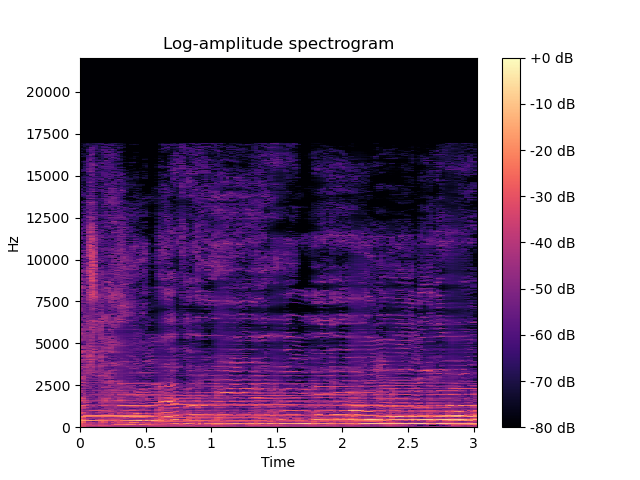 Log-amplitude spectrogram
Hz
20000
17500
15000
12500
10000
7500
5000
2500
0
0 0.5 1 1.5 2 2.5 3
Time
+0 dB
-10 dB
-20 dB
-30 dB
-40 dB
-50 dB
-60 dB
-70 dB
-80 dB